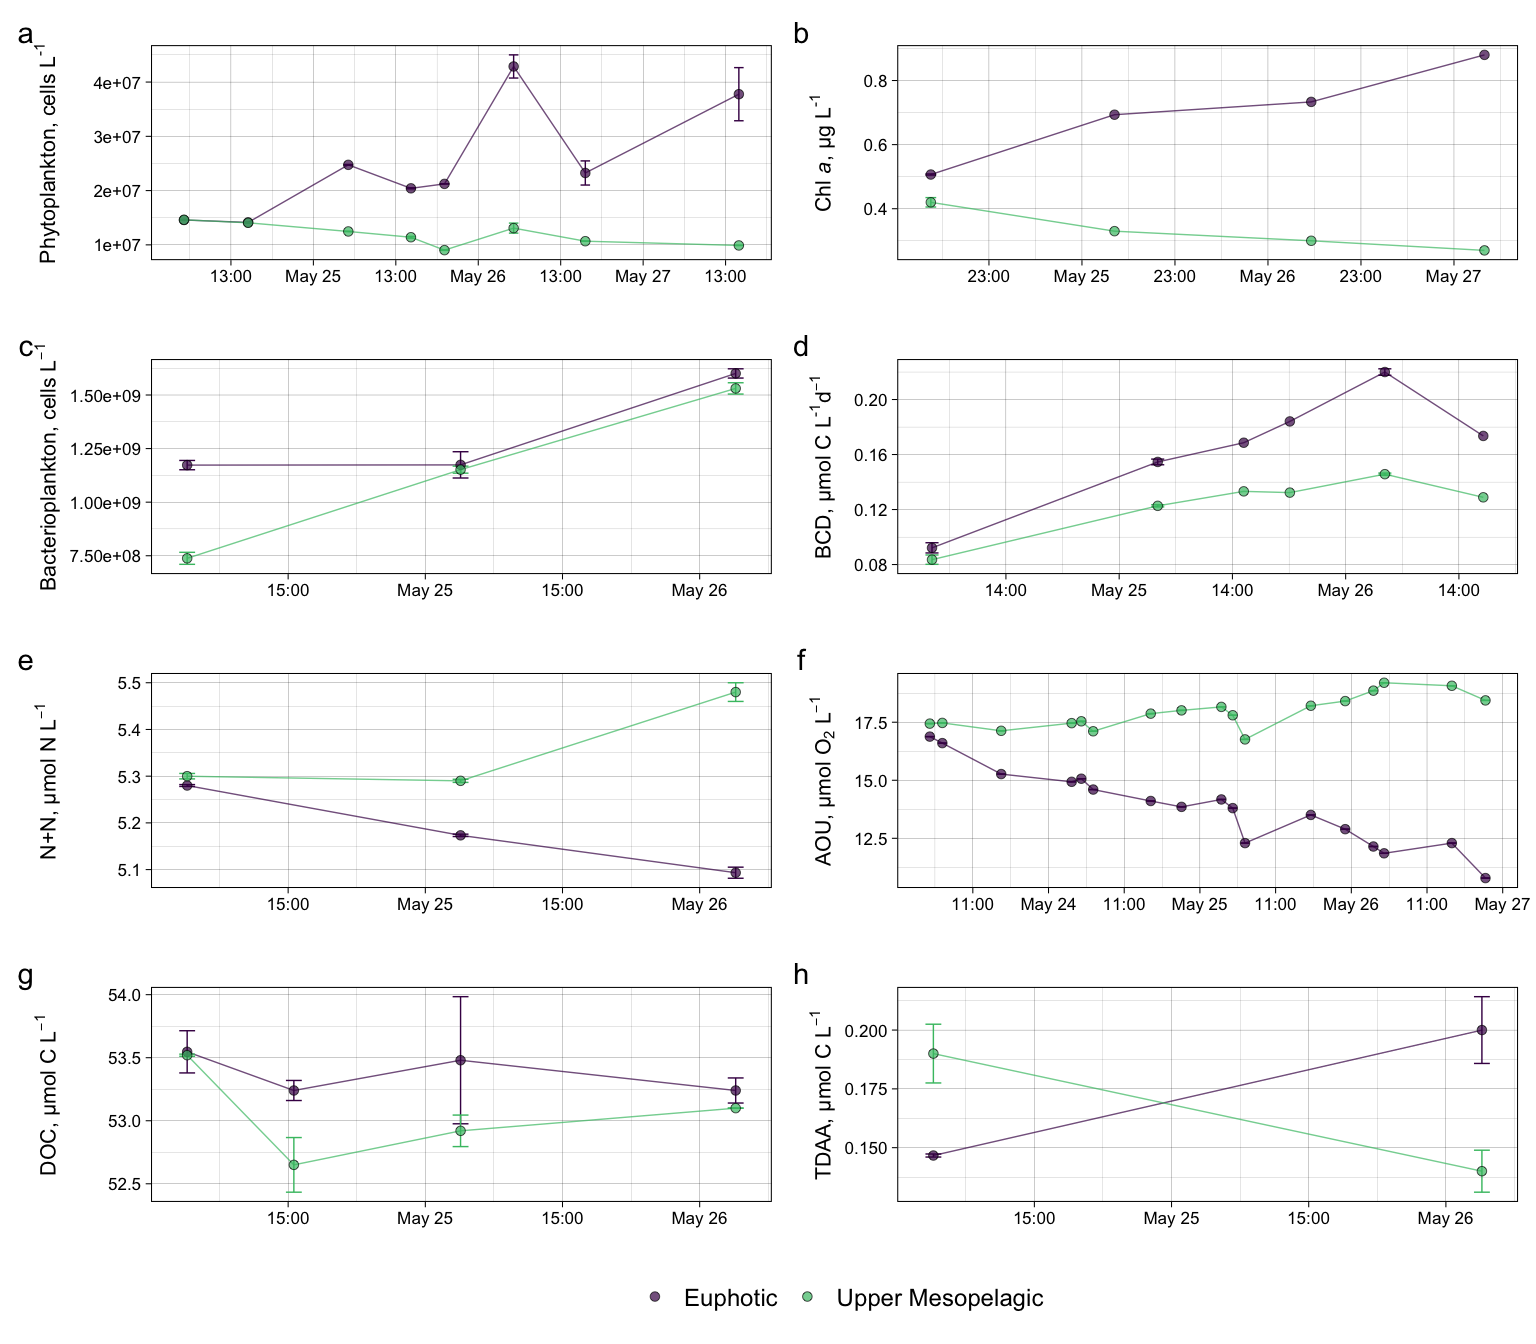 a
Phytoplankton, cells L⁻¹
4e+07
3e+07
2e+07
1e+07
13:00 May 25 13:00 May 26 13:00 May 27 13:00
b
Chl a, µg L⁻¹
0.8
0.6
0.4
23:00 May 25 23:00 May 26 23:00 May 27
c
Bacterioplankton, cells L⁻¹
1.50e+09
1.25e+09
1.00e+09
7.50e+08
15:00 May 25 15:00 May 26
d
BCD, µmol C L⁻¹d⁻¹
0.20
0.16
0.12
0.08
14:00 May 25 14:00 May 26 14:00
e
N+N, µmol N L⁻¹
5.5
5.4
5.3
5.2
5.1
15:00 May 25 15:00 May 26
f
AOU, µmol O₂ L⁻¹
17.5
15.0
12.5
11:00 May 24 11:00 May 25 11:00 May 26 11:00 May 27
g
DOC, µmol C L⁻¹
54.0
53.5
53.0
52.5
15:00 May 25 15:00 May 26
h
TDAA, µmol C L⁻¹
0.200
0.175
0.150
15:00 May 25 15:00 May 26
Euphotic Upper Mesopelagic